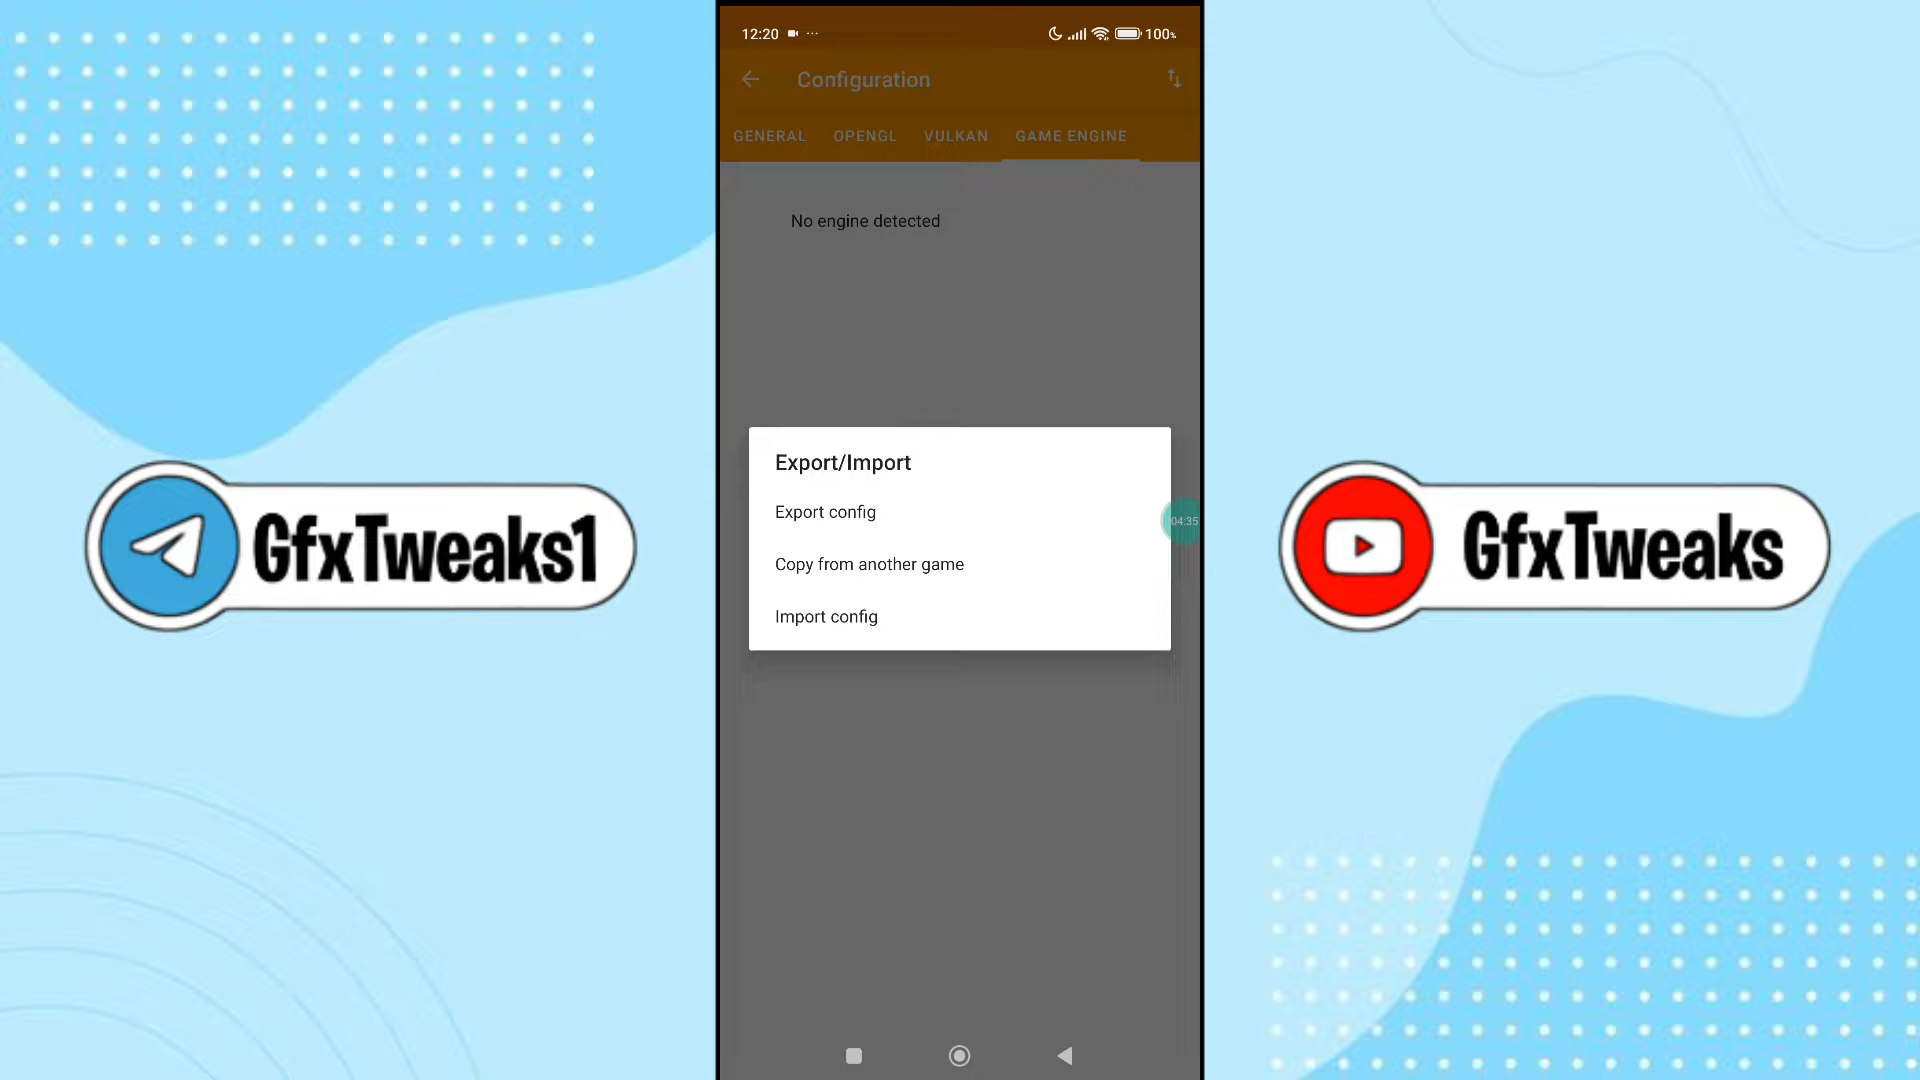 12:20
100%
Configuration
GENERAL OPENGL VULKAN GAME ENGINE
No engine detected
Export/Import
Export config
Copy from another game
Import config
04:35
GfxTweaks1
GfxTweaks